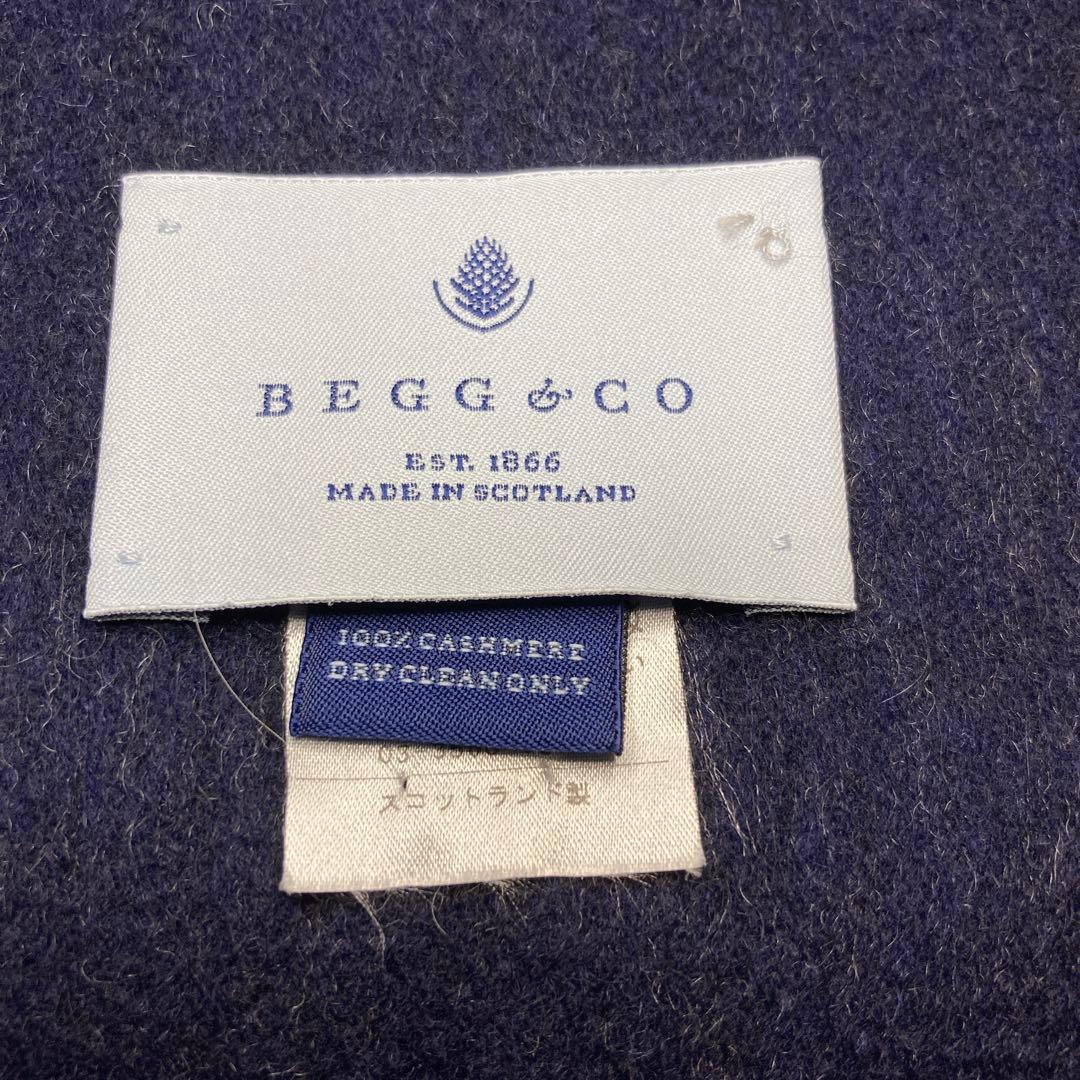 BEGG & CO
EST. 1866
MADE IN SCOTLAND
100% CASHMERE
DRY CLEAN ONLY
スコットランド製